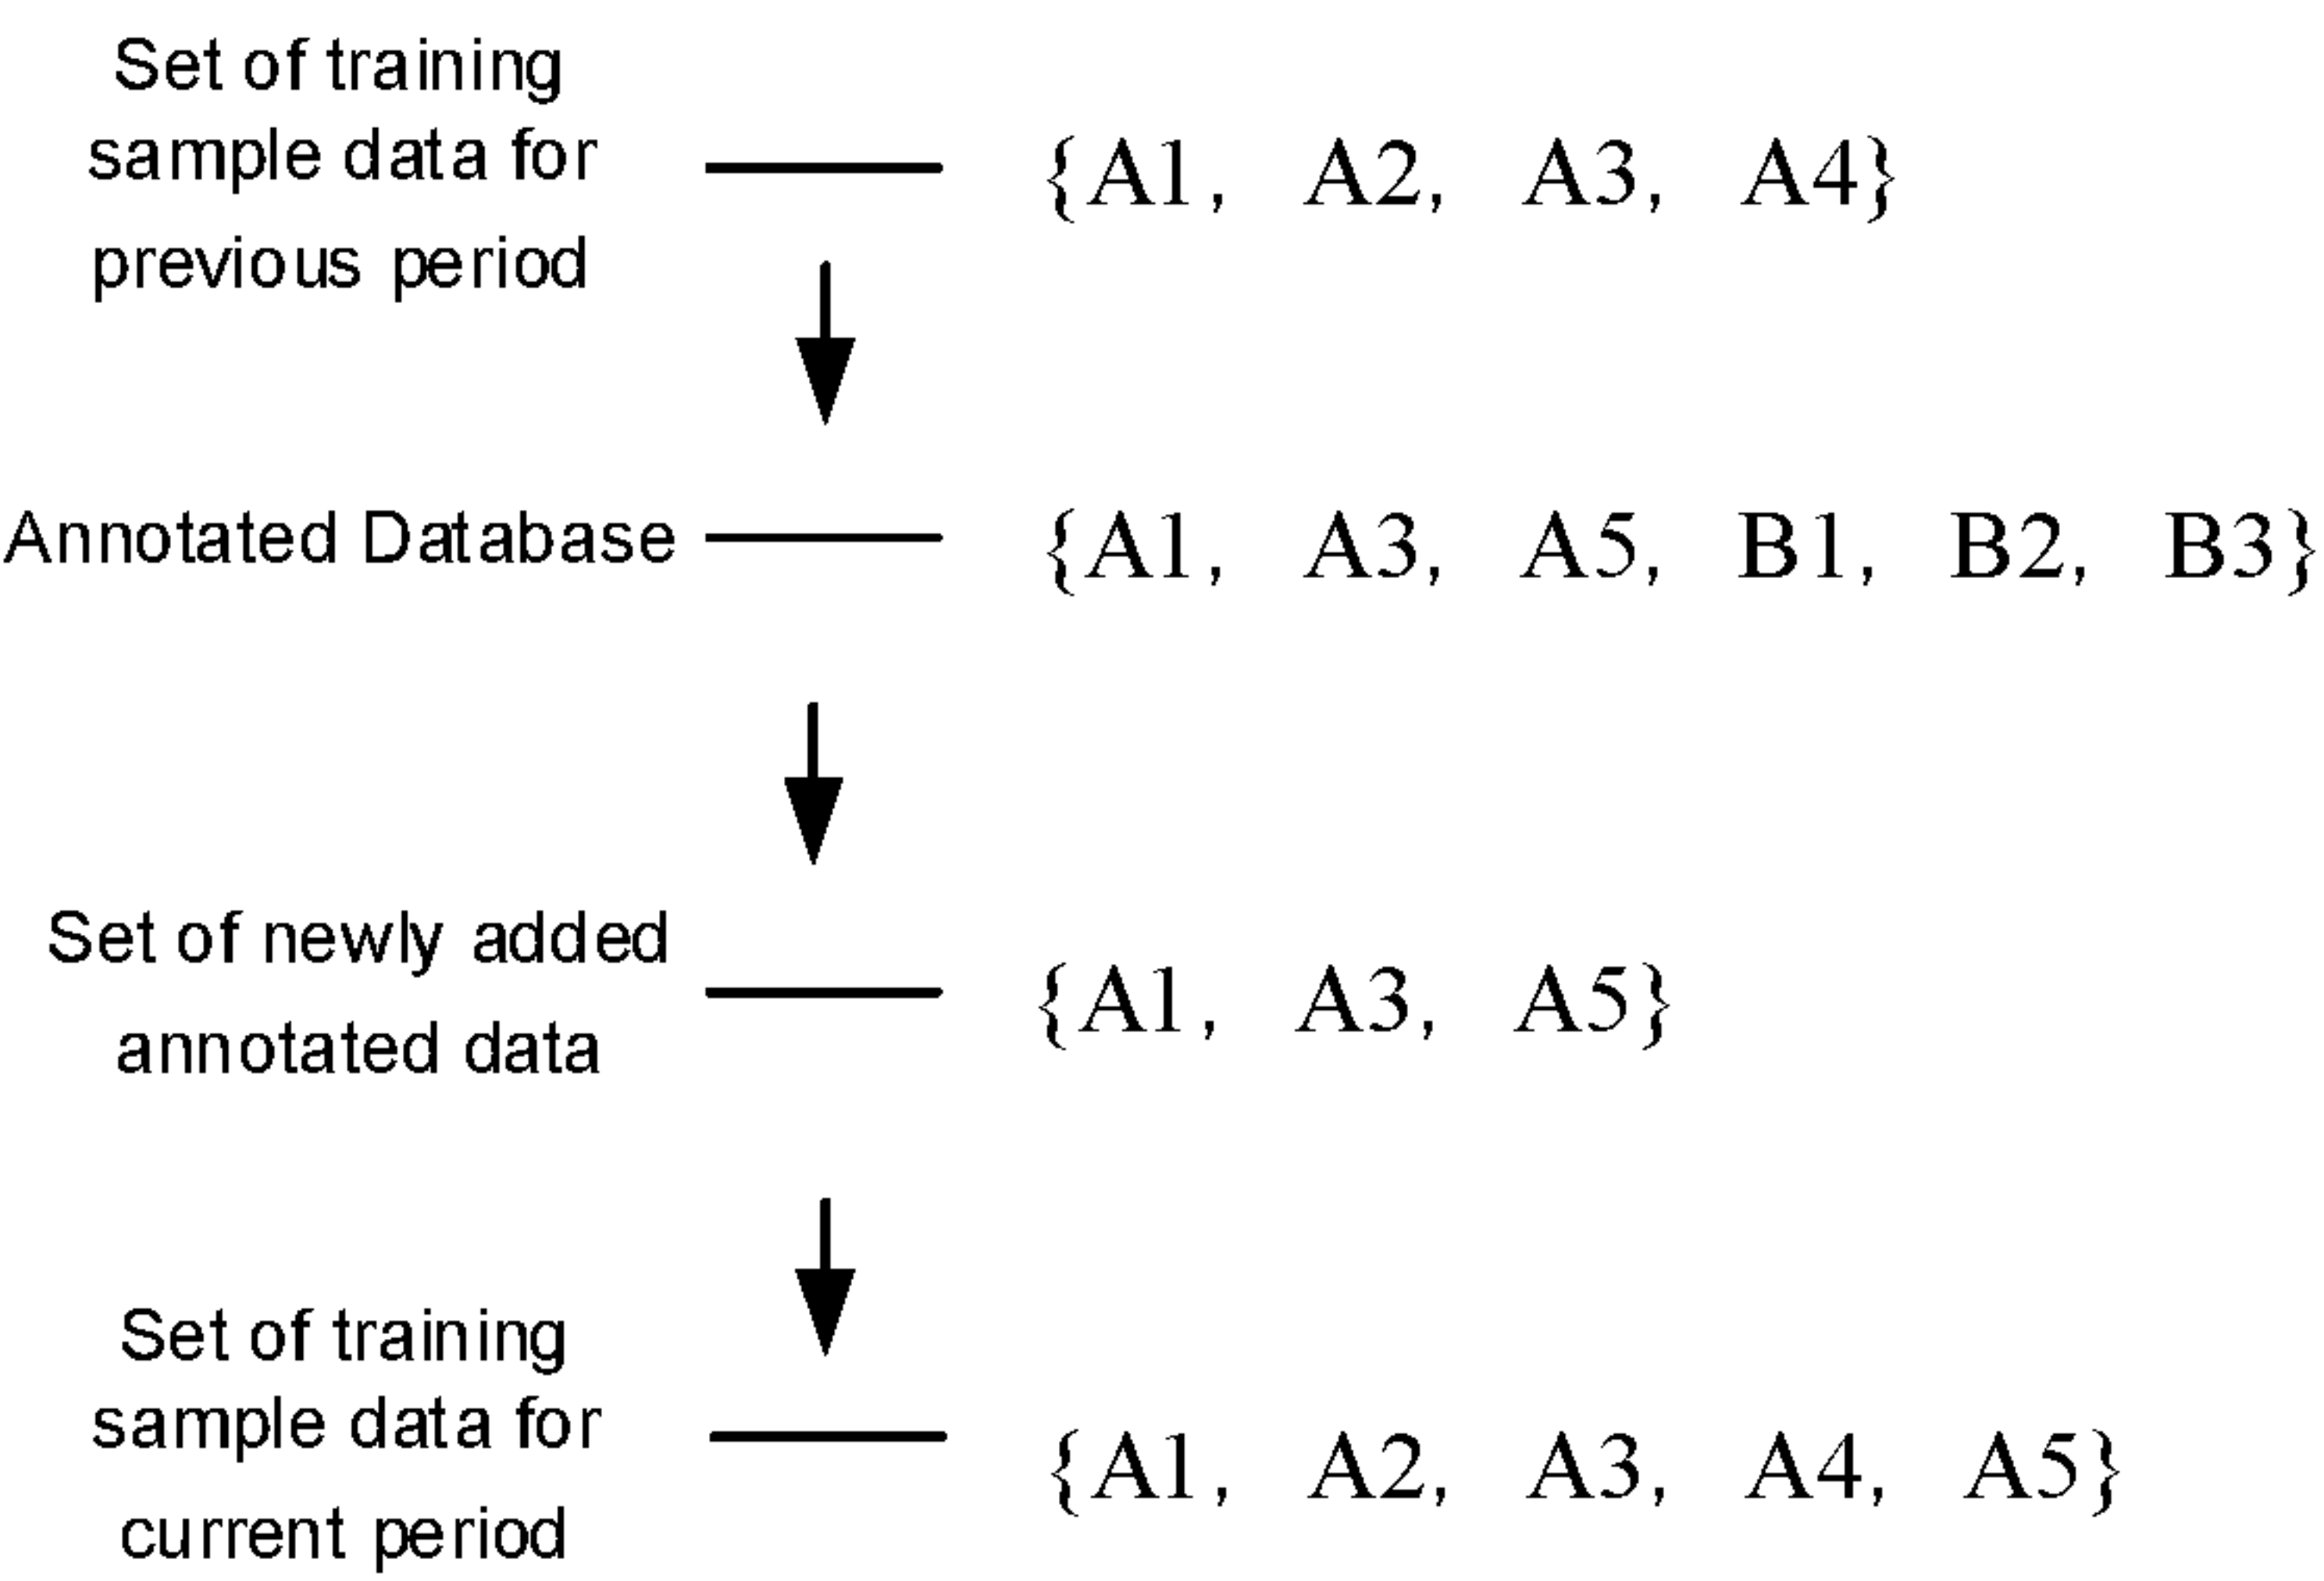 Set of training
sample data for
previous period
{A1, A2, A3, A4}
Annotated Database
{A1, A3, A5, B1, B2, B3}
Set of newly added
annotated data
{A1, A3, A5}
Set of training
sample data for
current period
{A1, A2, A3, A4, A5}